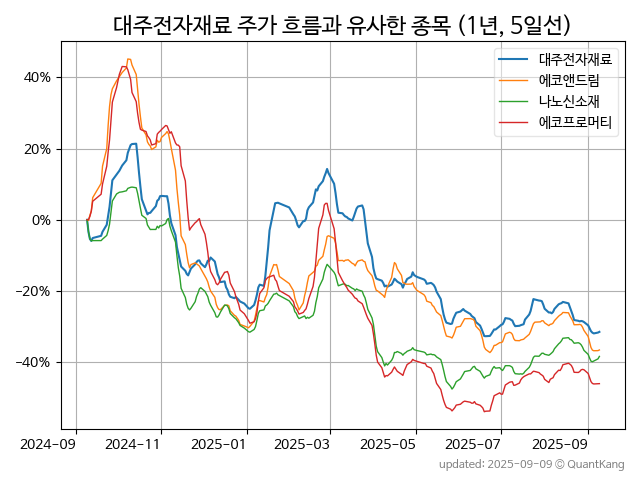 대주전자재료 주가 흐름과 유사한 종목 (1년, 5일선)
대주전자재료
에코앤드림
나노신소재
에코프로머티
40%
20%
0%
−20%
−40%
2024-09
2024-11
2025-01
2025-03
2025-05
2025-07
2025-09
updated: 2025-09-09 © QuantKang